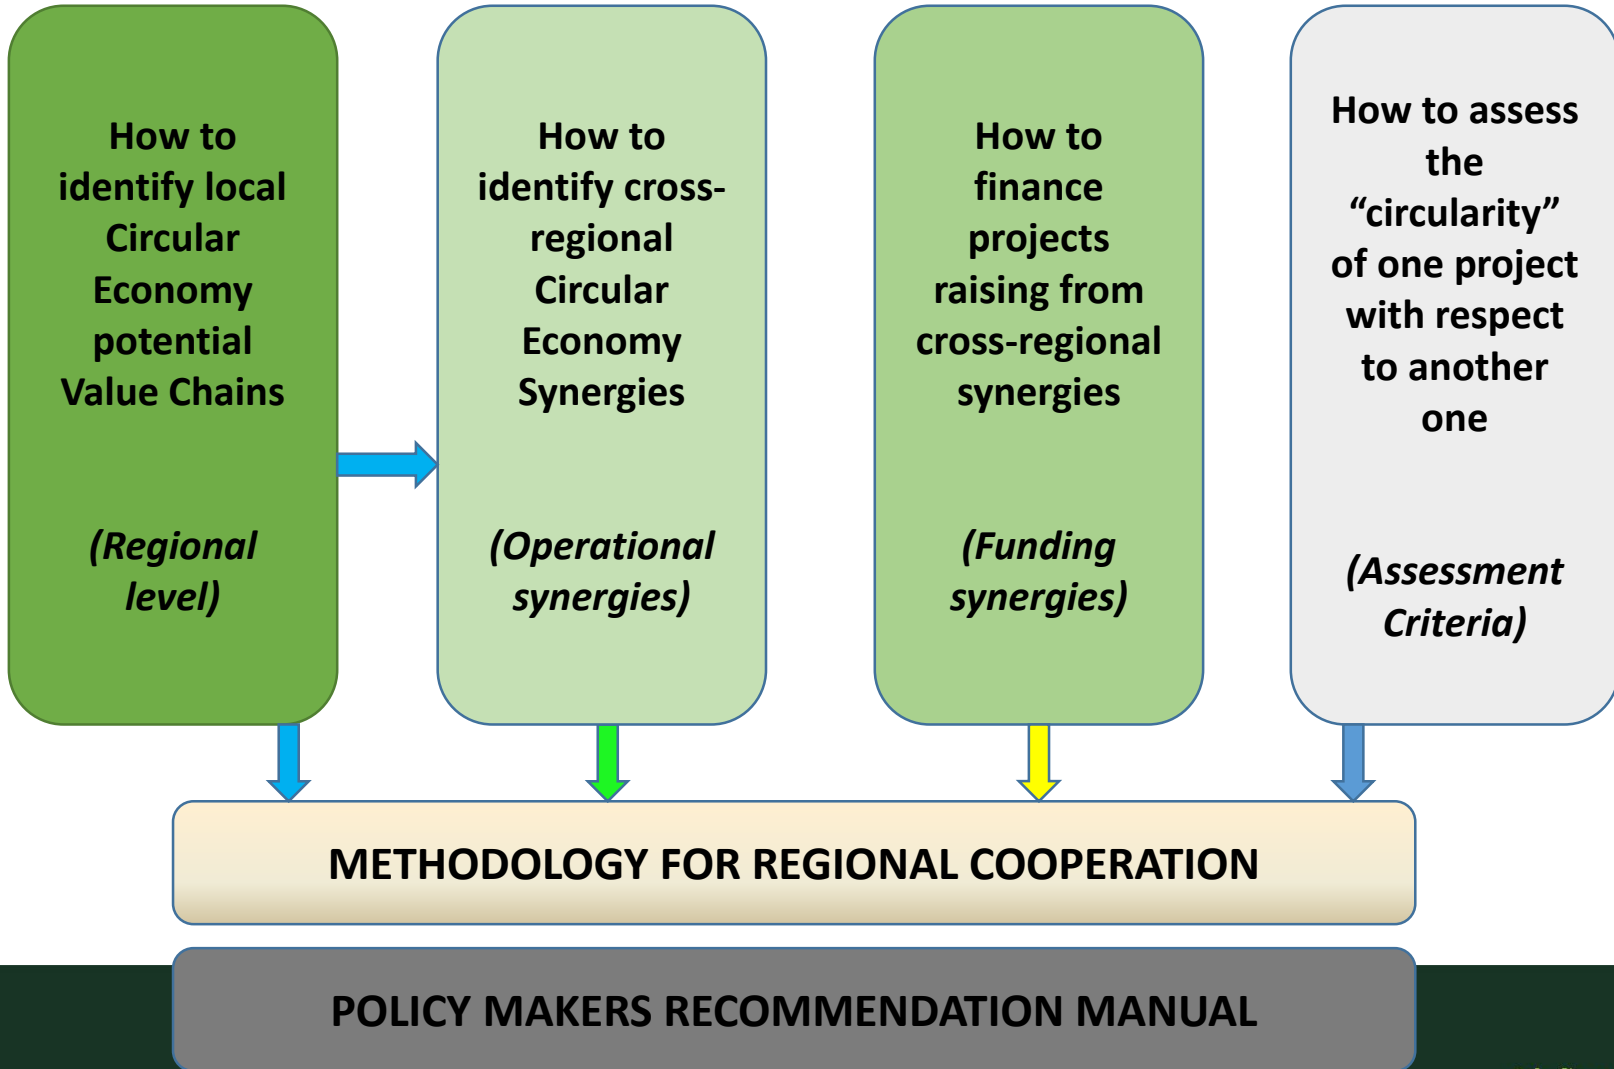 How to
identify local
Circular
Economy
potential
Value Chains
(Regional
level)
How to
identify cross-
regional
Circular
Economy
Synergies
(Operational
synergies)
How to
finance
projects
raising from
cross-regional
synergies
(Funding
synergies)
How to assess
the
“circularity”
of one project
with respect
to another
one
(Assessment
Criteria)
METHODOLOGY FOR REGIONAL COOPERATION
POLICY MAKERS RECOMMENDATION MANUAL